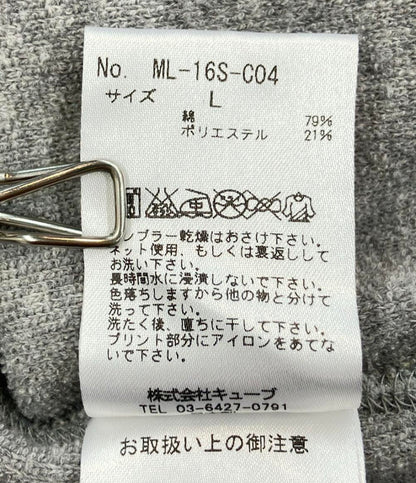 No. ML-16S-C04
サイズ L
綿 79%
ポリエステル 21%
ンブラー乾燥はおさけ下さい。
ネット使用、もしくは裏返しして
お洗い下さい。
長時間水に浸漬しないで下さい。
色落ちしますから他の物と分けて
洗って下さい。
洗たく後、直ちに干して下さい。
プリント部分にアイロンをあてな
いで下さい。
株式会社キューブ
TEL 03-6427-0791
お取扱い上の御注意